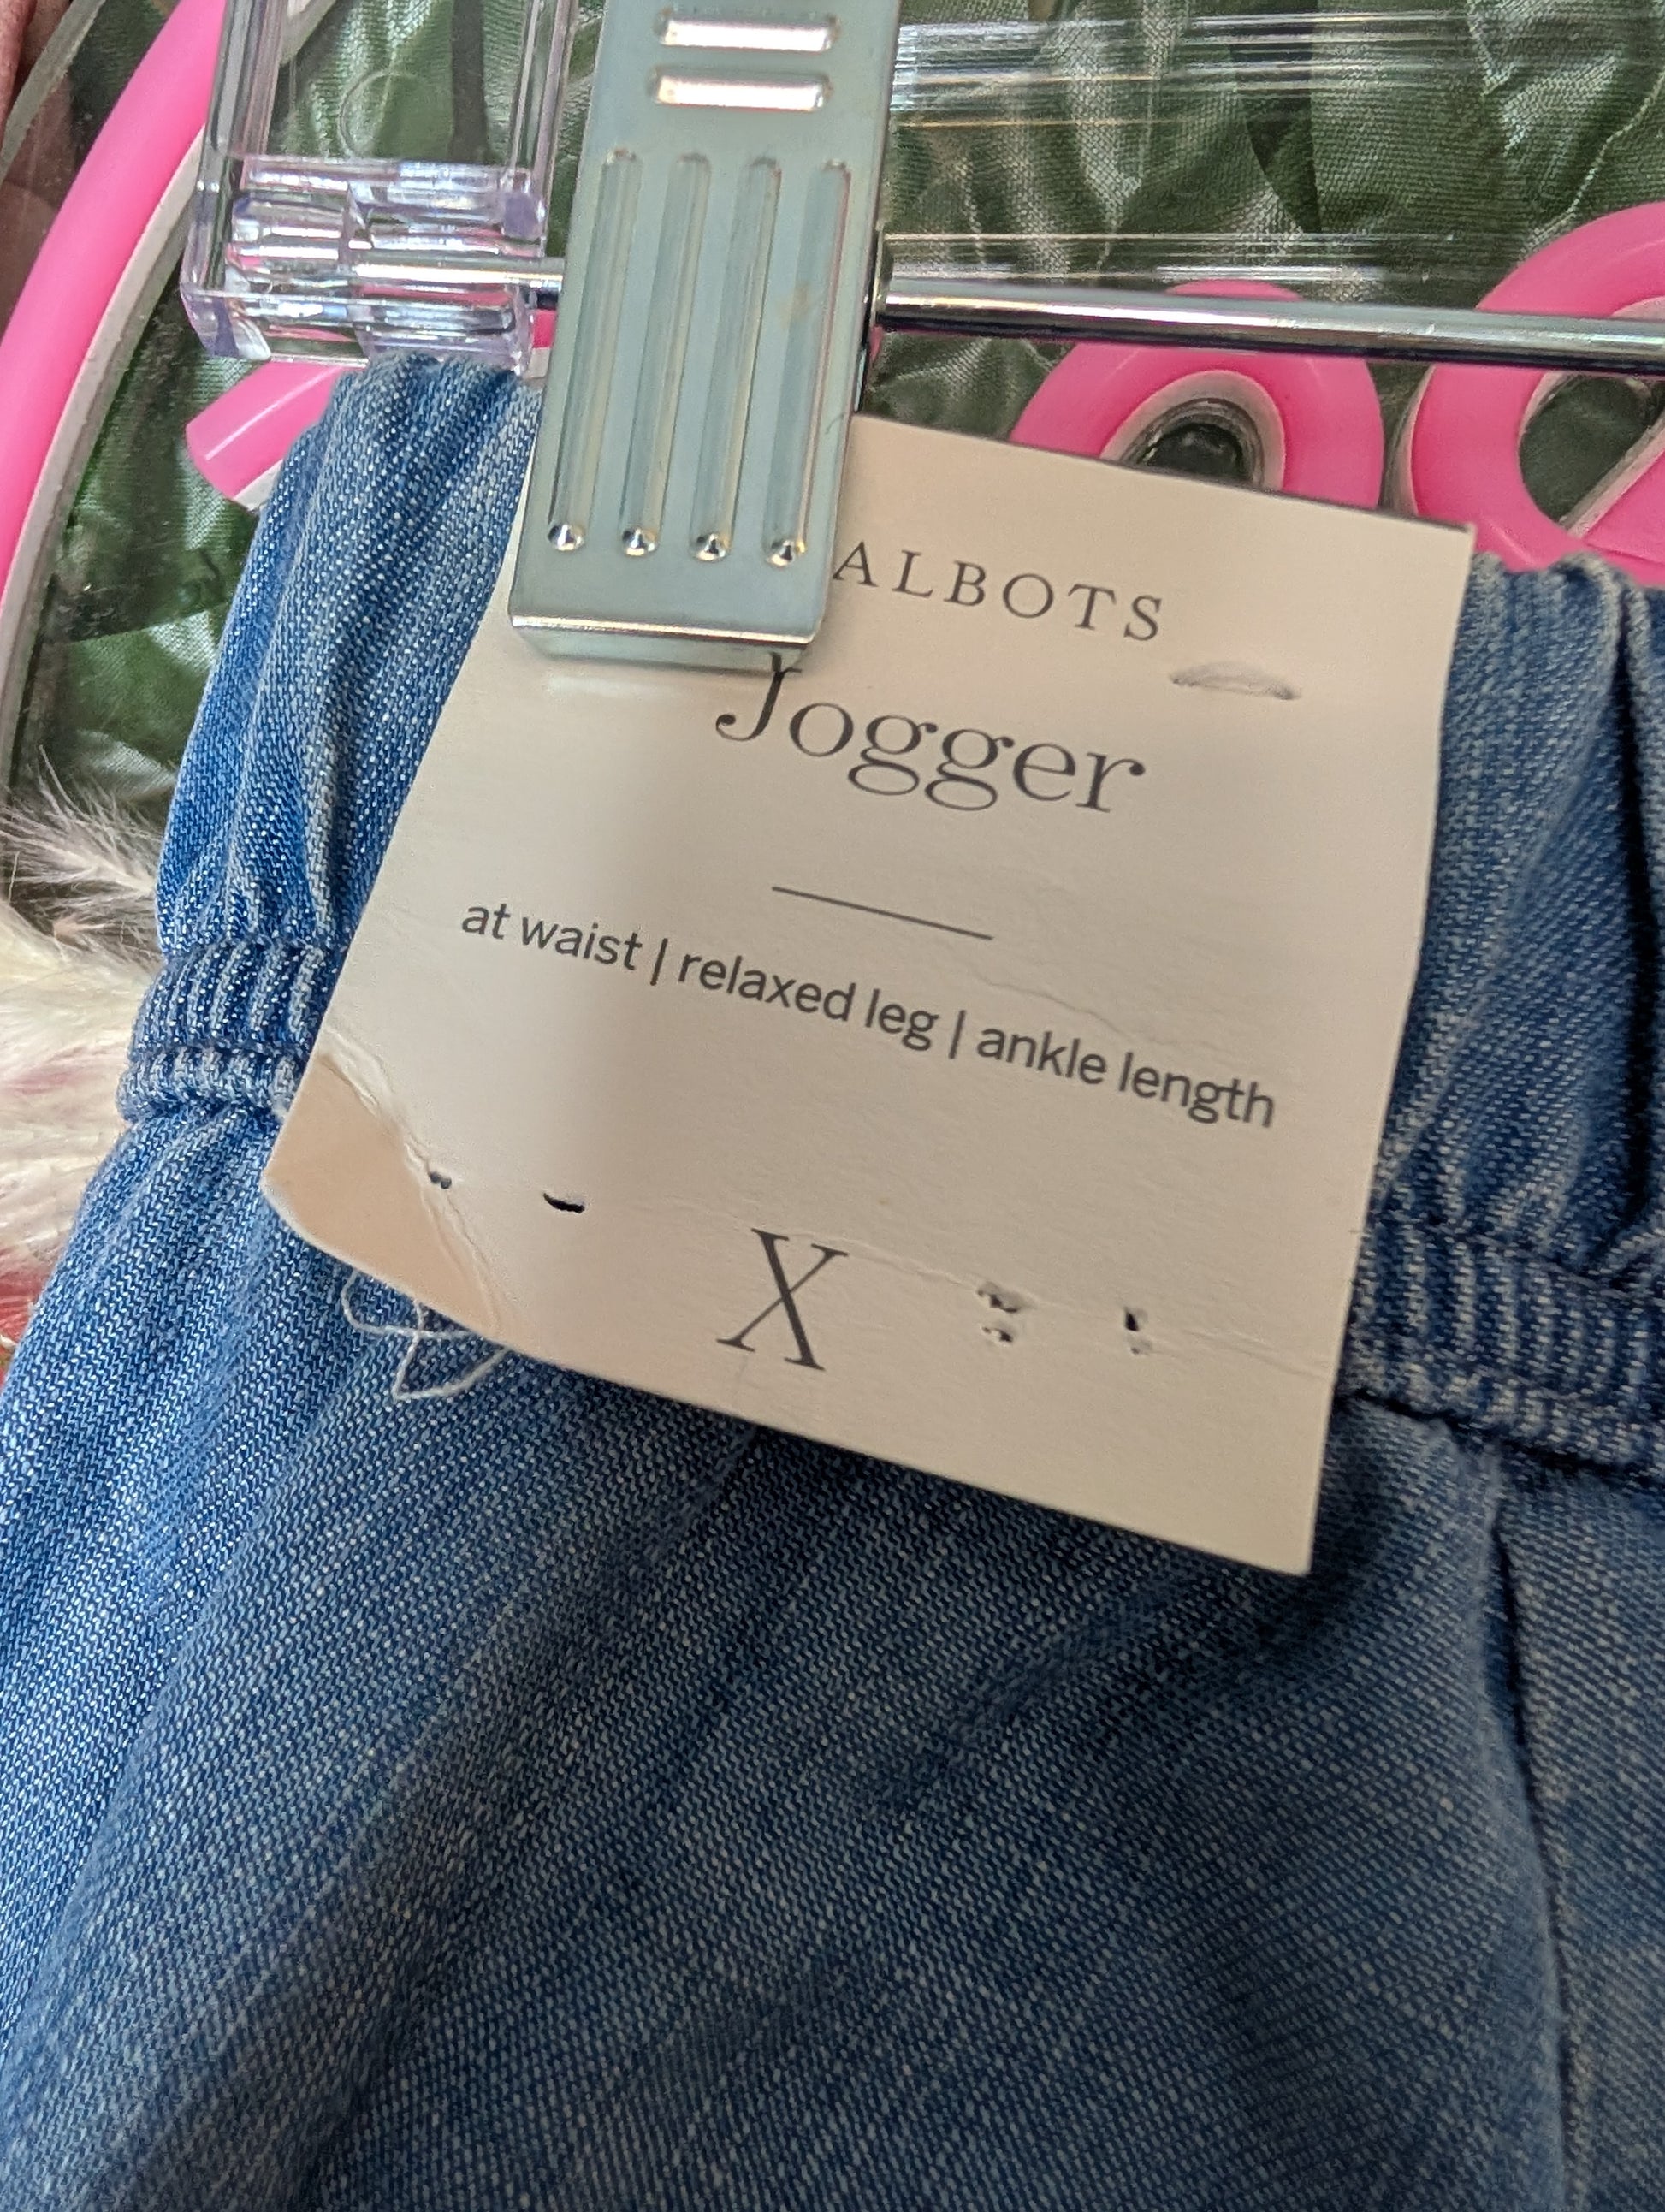 ALBOTS
Jogger
at waist | relaxed leg | ankle length
X